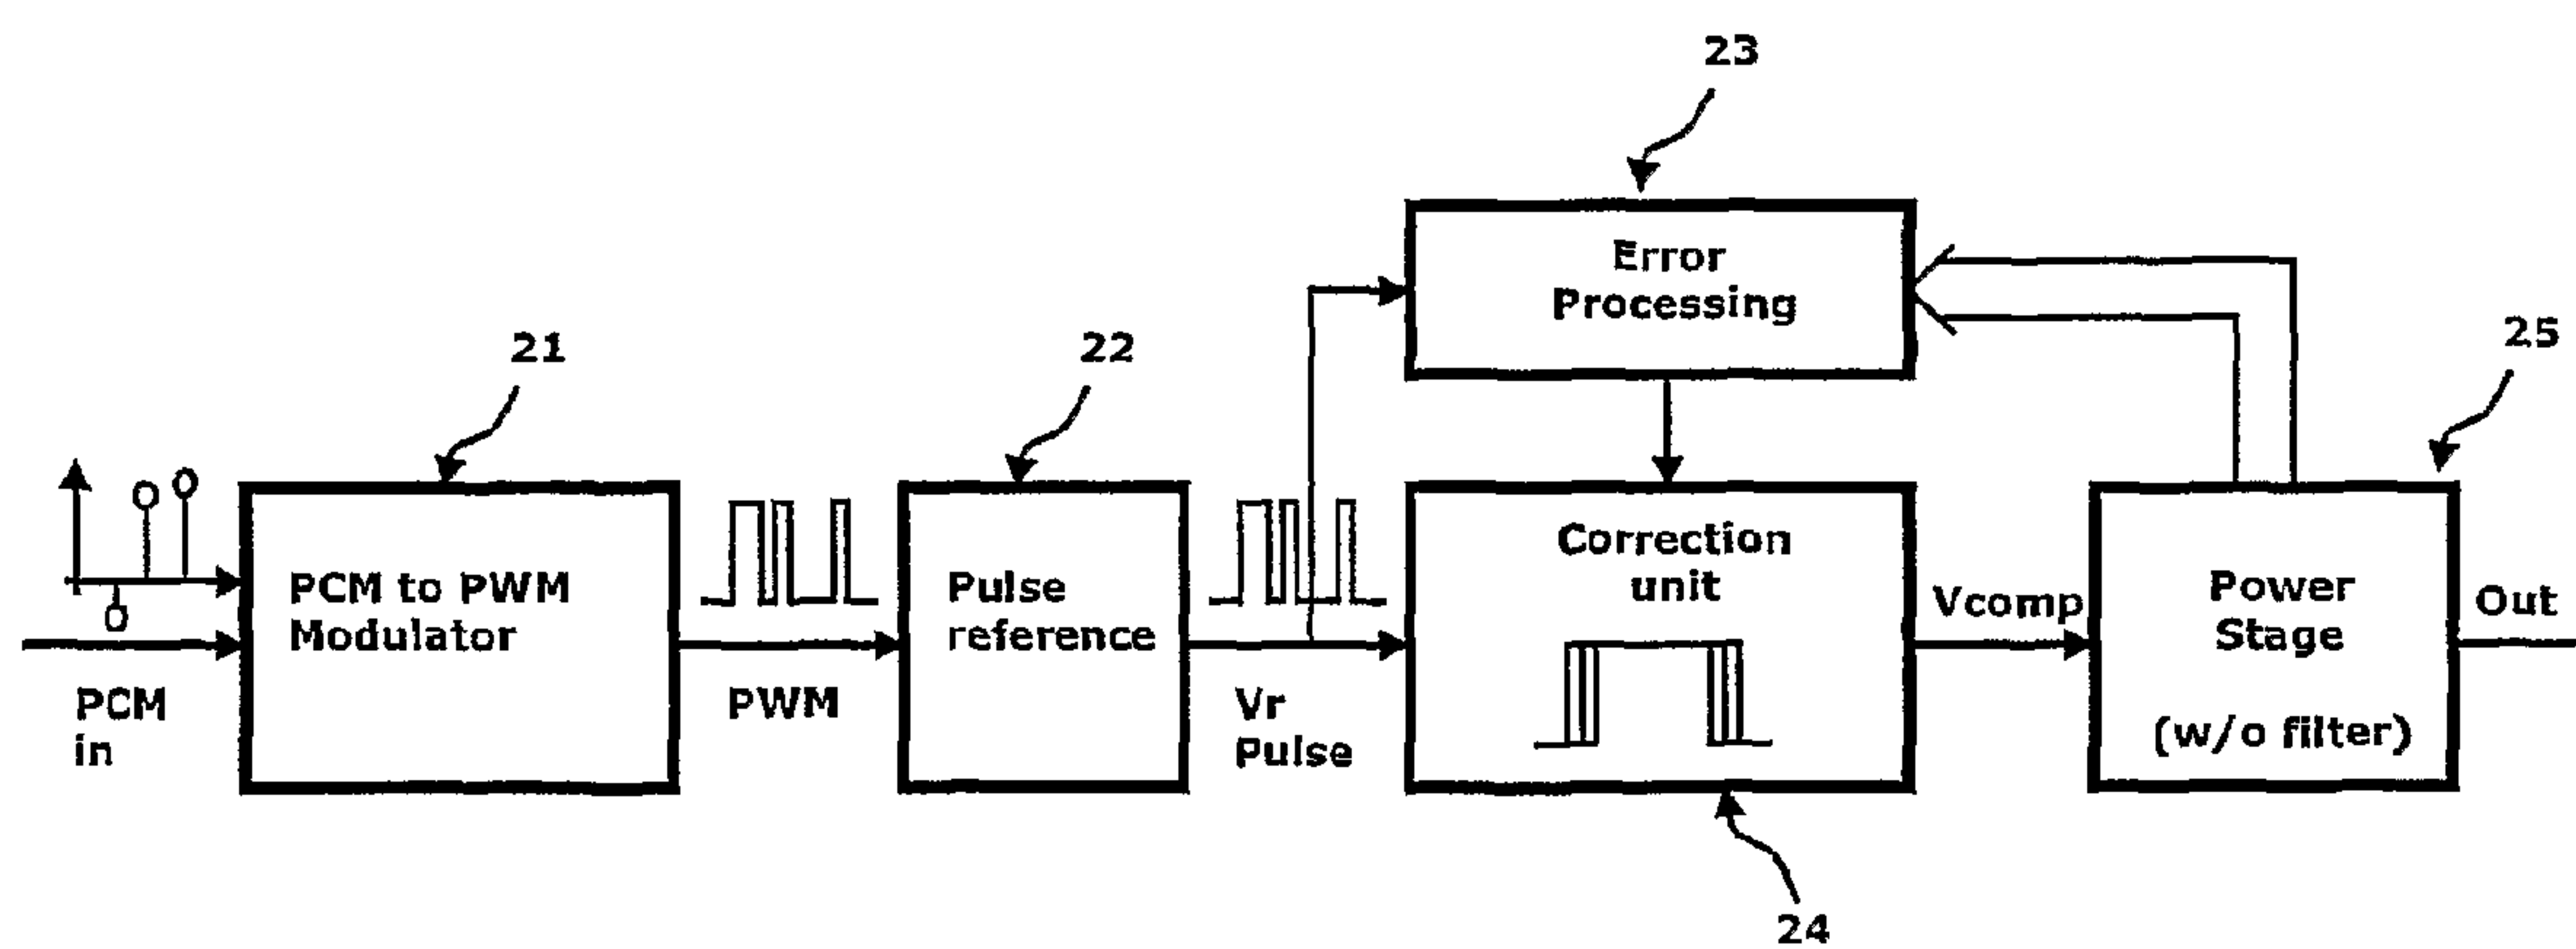 23
Error
Processing
21
22
25
PCM to PWM
Modulator
Pulse
reference
Correction
unit
Power
Stage
(w/o filter)
PCM
in
PWM
Vr
Pulse
Vcomp
Out
24